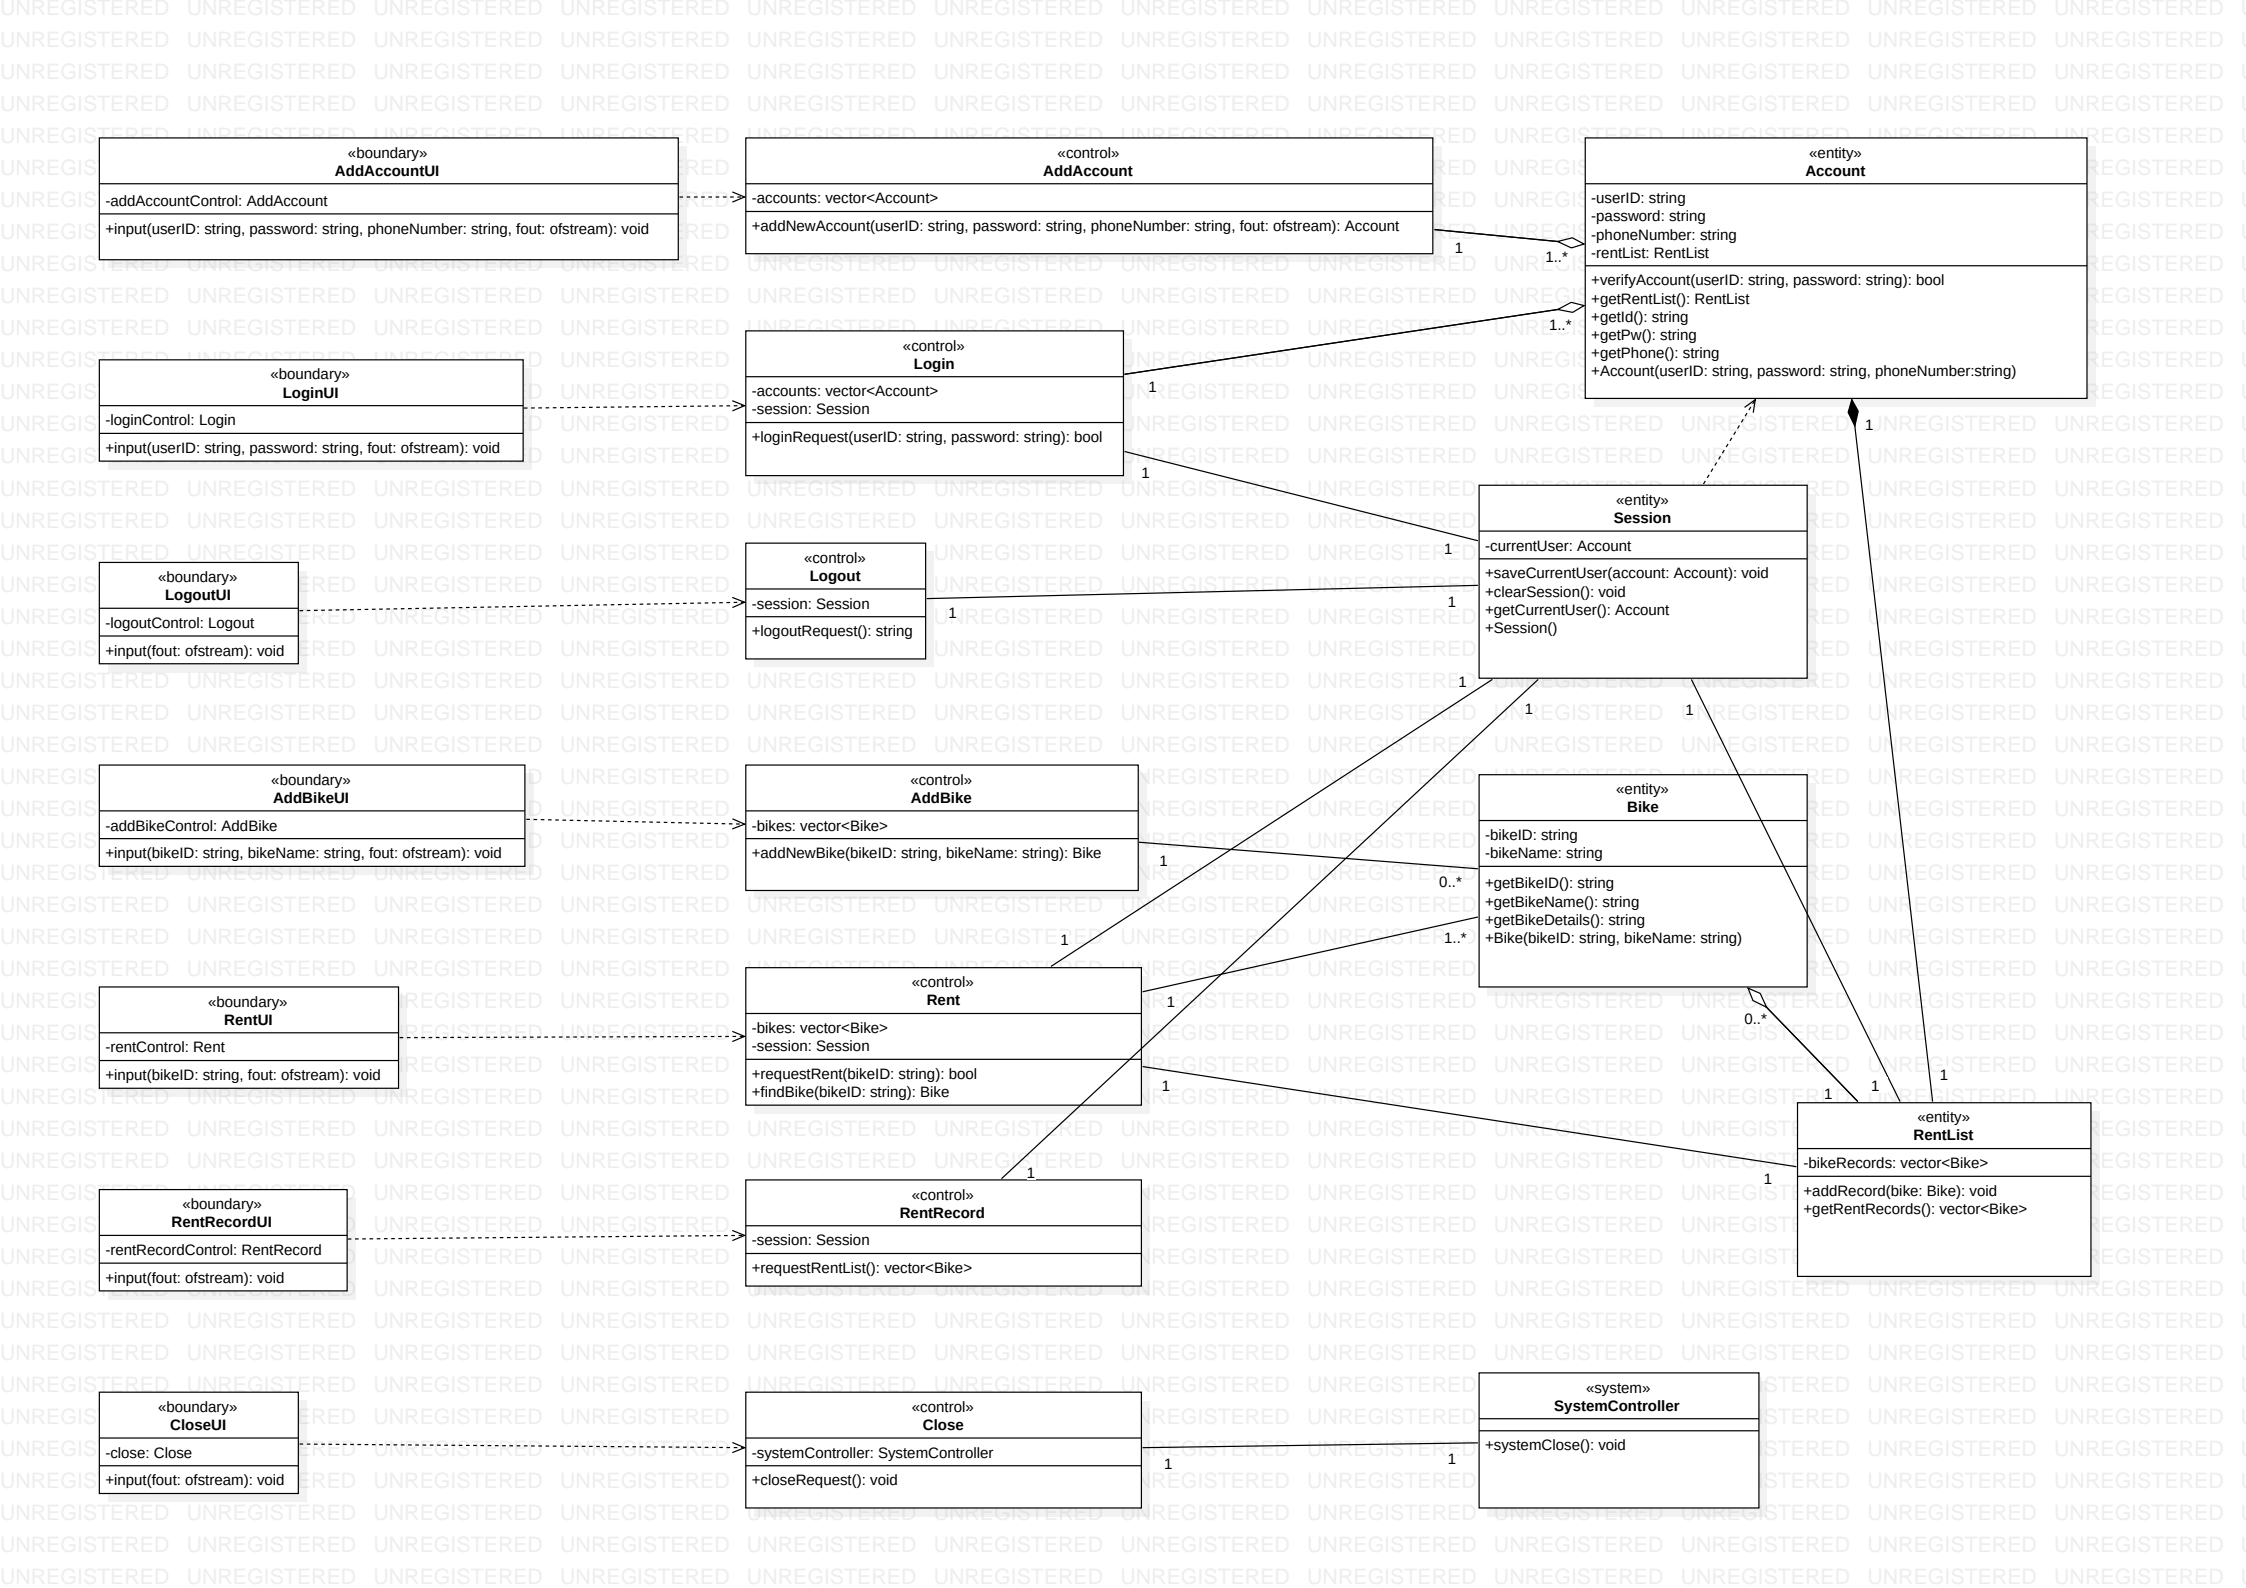 «boundary»
AddAccountUI
-addAccountControl: AddAccount
+input(userID: string, password: string, phoneNumber: string, fout: ofstream): void
«control»
AddAccount
-accounts: vector<Account>
+addNewAccount(userID: string, password: string, phoneNumber: string, fout: ofstream): Account
1
1..*
«entity»
Account
-userID: string
-password: string
-phoneNumber: string
-rentList: RentList
+verifyAccount(userID: string, password: string): bool
+getRentList(): RentList
+getId(): string
+getPw(): string
+getPhone(): string
+Account(userID: string, password: string, phoneNumber:string)
«boundary»
LoginUI
-loginControl: Login
+input(userID: string, password: string, fout: ofstream): void
«control»
Login
-accounts: vector<Account>
-session: Session
+loginRequest(userID: string, password: string): bool
1
1..*
1
1
1
«entity»
Session
-currentUser: Account
+saveCurrentUser(account: Account): void
+clearSession(): void
+getCurrentUser(): Account
+Session()
«boundary»
LogoutUI
-logoutControl: Logout
+input(fout: ofstream): void
«control»
Logout
-session: Session
+logoutRequest(): string
1
1
1
1
1
«boundary»
AddBikeUI
-addBikeControl: AddBike
+input(bikeID: string, bikeName: string, fout: ofstream): void
«control»
AddBike
-bikes: vector<Bike>
+addNewBike(bikeID: string, bikeName: string): Bike
1
0..*
«entity»
Bike
-bikeID: string
-bikeName: string
+getBikeID(): string
+getBikeName(): string
+getBikeDetails(): string
+Bike(bikeID: string, bikeName: string)
«boundary»
RentUI
-rentControl: Rent
+input(bikeID: string, fout: ofstream): void
1
«control»
Rent
-bikes: vector<Bike>
-session: Session
+requestRent(bikeID: string): bool
+findBike(bikeID: string): Bike
1
1..*
1
0..*
1
1
1
1
«entity»
RentList
-bikeRecords: vector<Bike>
+addRecord(bike: Bike): void
+getRentRecords(): vector<Bike>
«boundary»
RentRecordUI
-rentRecordControl: RentRecord
+input(fout: ofstream): void
1
«control»
RentRecord
-session: Session
+requestRentList(): vector<Bike>
«boundary»
CloseUI
-close: Close
+input(fout: ofstream): void
«control»
Close
-systemController: SystemController
+closeRequest(): void
1
1
«system»
SystemController
+systemClose(): void